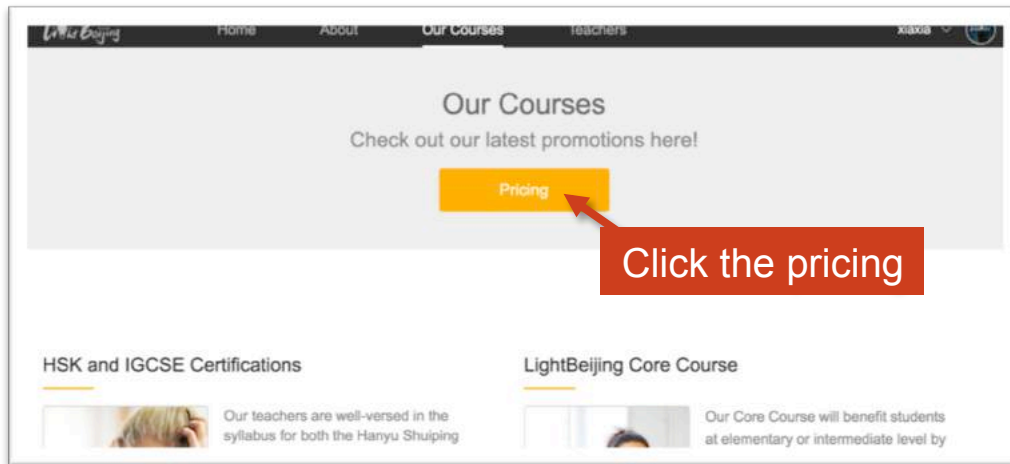 Light Beijing Home About Our Courses Teachers xiaxia
Our Courses
Check out our latest promotions here!
Pricing
Click the pricing
HSK and IGCSE Certifications
LightBeijing Core Course
Our teachers are well-versed in the
syllabus for both the Hanyu Shuiping
Our Core Course will benefit students
at elementary or intermediate level by